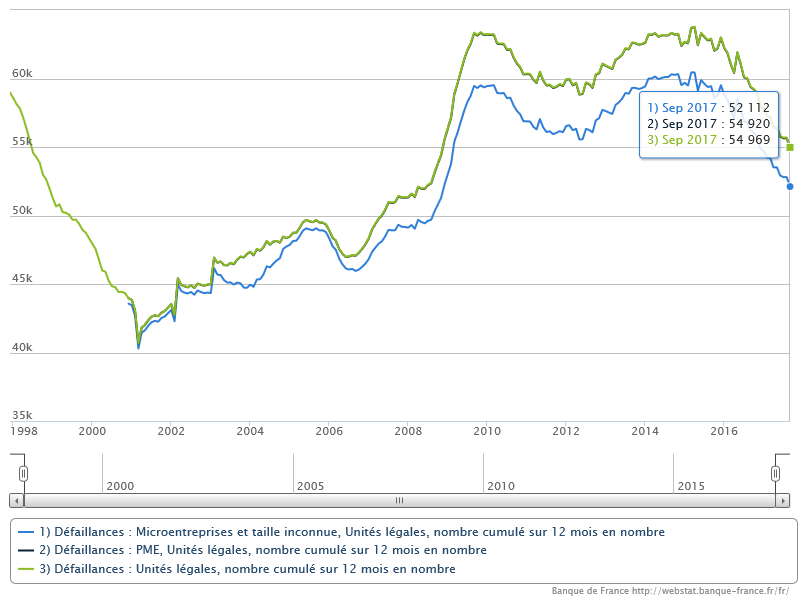 60k
55k
50k
45k
40k
35k
1) Sep 2017 : 52 112
2) Sep 2017 : 54 920
3) Sep 2017 : 54 969
1998 2000 2002 2004 2006 2008 2010 2012 2014 2016
2000 2005 2010 2015
1) Défaillances : Microentreprises et taille inconnue, Unités légales, nombre cumulé sur 12 mois en nombre
2) Défaillances : PME, Unités légales, nombre cumulé sur 12 mois en nombre
3) Défaillances : Unités légales, nombre cumulé sur 12 mois en nombre
Banque de France http://webstat.banque-france.fr/fr/